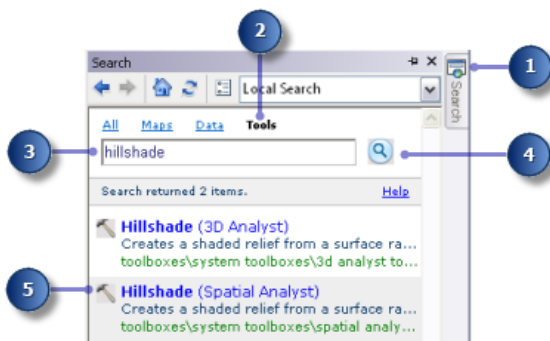 2
Search
1
Local Search
Search
All Maps Data Tools
3
hillshade
4
Search returned 2 items. Help
Hillshade (3D Analyst)
Creates a shaded relief from a surface ra...
toolboxes\system toolboxes\3d analyst to...
5
Hillshade (Spatial Analyst)
Creates a shaded relief from a surface ra...
toolboxes\system toolboxes\spatial analy...